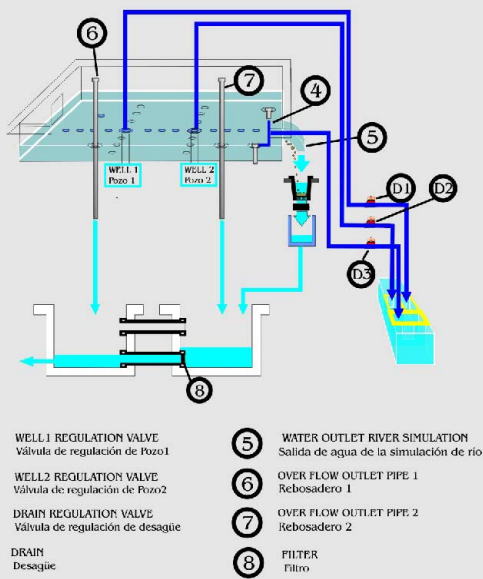 6
7
4
5
WELL 1
Pozo 1
WELL 2
Pozo 2
D1
D2
D3
8
WELL1 REGULATION VALVE
Válvula de regulación de Pozo1
WELL2 REGULATION VALVE
Válvula de regulación de Pozo2
DRAIN REGULATION VALVE
Válvula de regulación de desagüe
DRAIN
Desagüe
5 WATER OUTLET RIVER SIMULATION
Salida de agua de la simulación de río
6 OVER FLOW OUTLET PIPE 1
Rebosadero 1
7 OVER FLOW OUTLET PIPE 2
Rebosadero 2
8 FILTER
Filtro